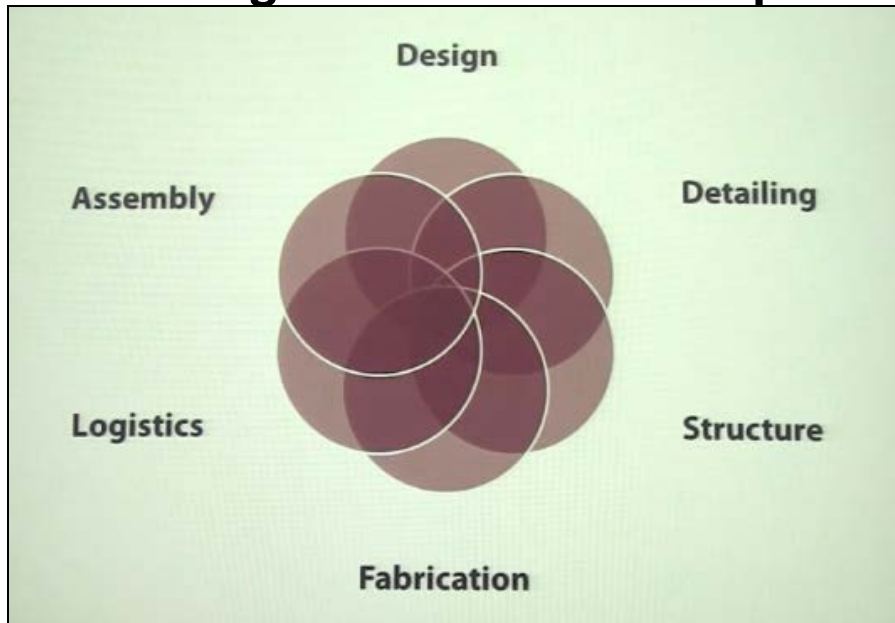 Design
Assembly
Detailing
Logistics
Structure
Fabrication